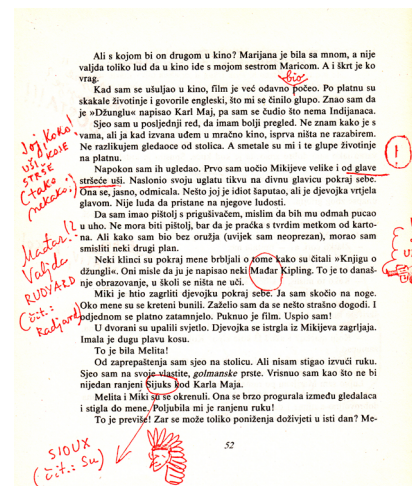 Ali s kojom bi on drugom u kino? Marijana je bila sa mnom, a nije
valjda toliko lud da u kino ide s mojom sestrom Maricom. A i škrt je ko
vrag.
bio
Kad sam se ušuljao u kino, film je već odavno počeo. Po platnu su
skakale životinje i govorile engleski, što mi se činilo glupo. Znao sam da
je »Džunglu« napisao Karl Maj, pa sam se čudio što nema Indijanaca.
Sjeo sam u posljednji red, da imam bolji pregled. Ne znam kako je s
vama, ali ja kad izvana uđem u mračno kino, isprva ništa ne razabirem.
Ne razlikujem gledaoce od stolica. A smetale su mi i te glupe životinje
na platnu.
Joj, koko!
UŠI, KOJE
STRŠE
(tako
nekako!)
Napokon sam ih ugledao. Prvo sam uočio Mikijeve velike i od glave
stršeće uši. Naslonio svoju uglatu tikvu na divnu glavicu pokraj sebe.
!
Ona se, jasno, odmicala. Nešto joj je idiot šaputao, ali je djevojka vrtjela
glavom. Nije luda da pristane na njegove ludosti.
Da sam imao pištolj s prigušivačem, mislim da bih mu odmah pucao
u uho. Ne mora biti pištolj, bar da je praćka s tvrdim metkom od karto-
na. Ali kako sam bio bez oružja (uvijek sam neoprezan), morao sam
smisliti neki drugi plan.
Mađar!?
Valjda
RUDYARD
(čit.:
Radjard)
Neki klinci su pokraj mene brbljali o tome kako su čitali »Knjigu o
džungli«. Oni misle da ju je napisao neki Mađar Kipling. To je to današ-
nje obrazovanje, u školi se ništa ne uči.
Miki je htio zagrliti djevojku pokraj sebe. Ja sam skočio na noge.
Oko mene su se kreteni bunili. Zaželio sam da se nešto strašno dogodi. I
odjednom se platno zatamnjelo. Puknuo je film. Uspio sam!
U dvorani su upalili svjetlo. Djevojka se istrgla iz Mikijeva zagrljaja.
Imala je dugu plavu kosu.
To je bila Melita!
Od zaprepaštenja sam sjeo na stolicu. Ali nisam stigao izvući ruku.
Sjeo sam na svoje vlastite, golmanske prste. Vrisnuo sam kao što ne bi
nijedan ranjeni Sijuks kod Karla Maja.
Melita i Miki su se okrenuli. Ona se brzo progurala između gledalaca
i stigla do mene. Poljubila mi je ranjenu ruku!
To je previše! Zar se može toliko poniženja doživjeti u isti dan? Me-
SIOUX
(čit.: Su)
52